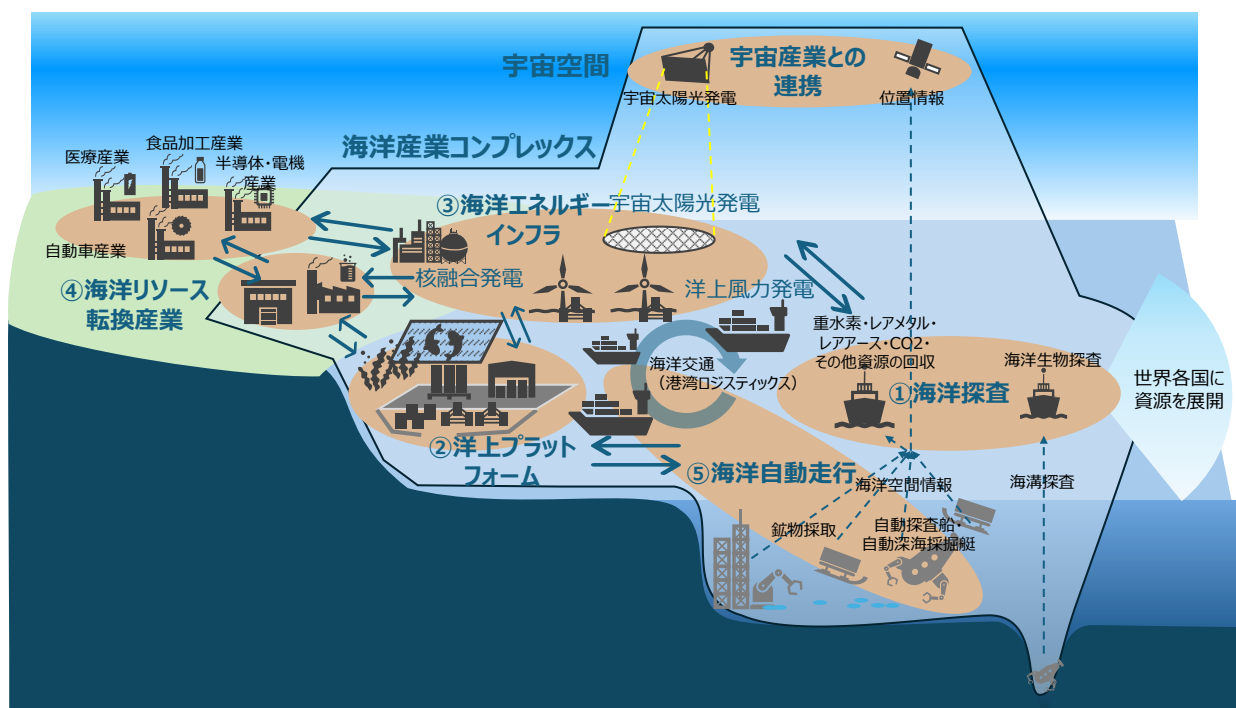 宇宙空間
宇宙産業との
連携
宇宙太陽光発電
位置情報
海洋産業コンプレックス
医療産業
食品加工産業
半導体・電機
産業
自動車産業
③海洋エネルギー
インフラ
宇宙太陽光発電
核融合発電
洋上風力発電
④海洋リソース
転換産業
重水素・レアメタル・
レアアース・CO2・
その他資源の回収
海洋生物探査
①海洋探査
世界各国に
資源を展開
海洋交通
（港湾ロジスティックス）
②洋上プラット
フォーム
⑤海洋自動走行
海洋空間情報
海溝探査
鉱物採取
自動探査船・
自動深海採掘艇